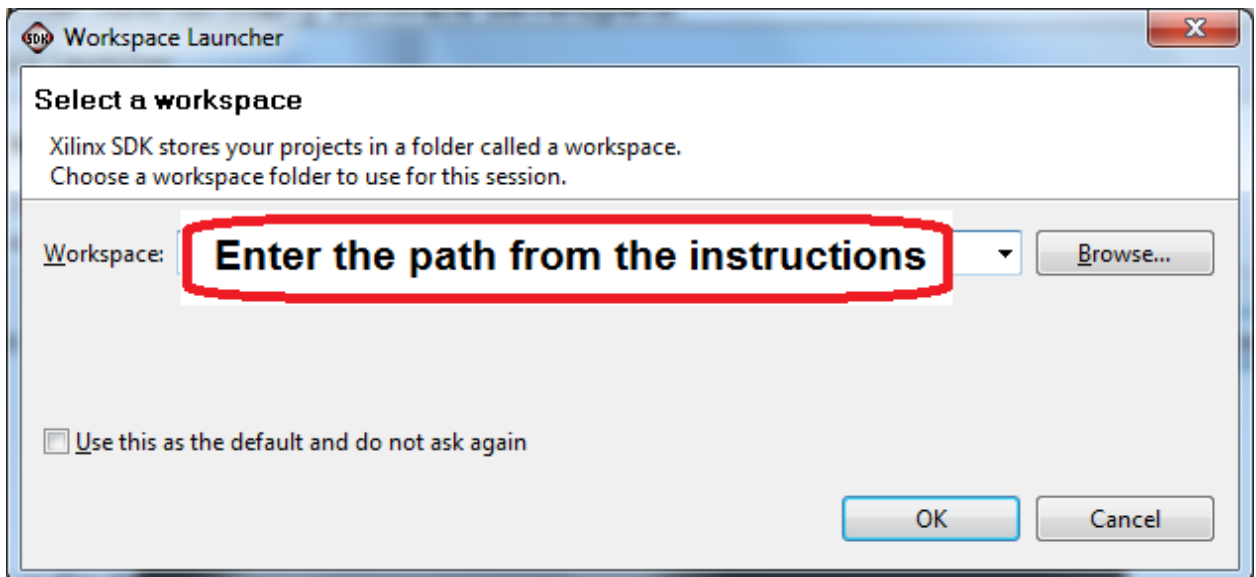 SDK Workspace Launcher
Select a workspace
Xilinx SDK stores your projects in a folder called a workspace.
Choose a workspace folder to use for this session.
Workspace: Enter the path from the instructions Browse...
Use this as the default and do not ask again
OK Cancel